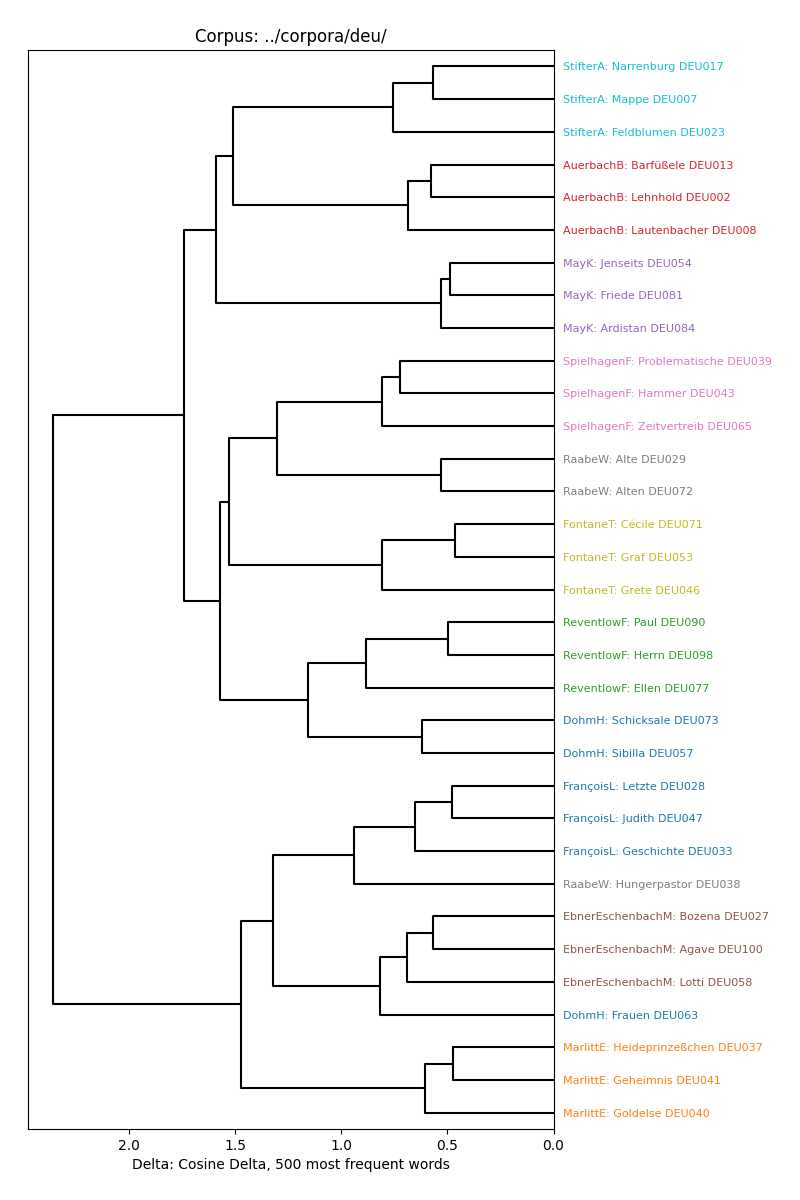 Corpus: ../corpora/deu/
StifterA: Narrenburg DEU017
StifterA: Mappe DEU007
StifterA: Feldblumen DEU023
AuerbachB: Barfüßele DEU013
AuerbachB: Lehnhold DEU002
AuerbachB: Lautenbacher DEU008
MayK: Jenseits DEU054
MayK: Friede DEU081
MayK: Ardistan DEU084
SpielhagenF: Problematische DEU039
SpielhagenF: Hammer DEU043
SpielhagenF: Zeitvertreib DEU065
RaabeW: Alte DEU029
RaabeW: Alten DEU072
FontaneT: Cécile DEU071
FontaneT: Graf DEU053
FontaneT: Grete DEU046
ReventlowF: Paul DEU090
ReventlowF: Herrn DEU098
ReventlowF: Ellen DEU077
DohmH: Schicksale DEU073
DohmH: Sibilla DEU057
FrançoisL: Letzte DEU028
FrançoisL: Judith DEU047
FrançoisL: Geschichte DEU033
RaabeW: Hungerpastor DEU038
EbnerEschenbachM: Bozena DEU027
EbnerEschenbachM: Agave DEU100
EbnerEschenbachM: Lotti DEU058
DohmH: Frauen DEU063
MarlittE: Heideprinzeßchen DEU037
MarlittE: Geheimnis DEU041
MarlittE: Goldelse DEU040
2.0 1.5 1.0 0.5 0.0
Delta: Cosine Delta, 500 most frequent words